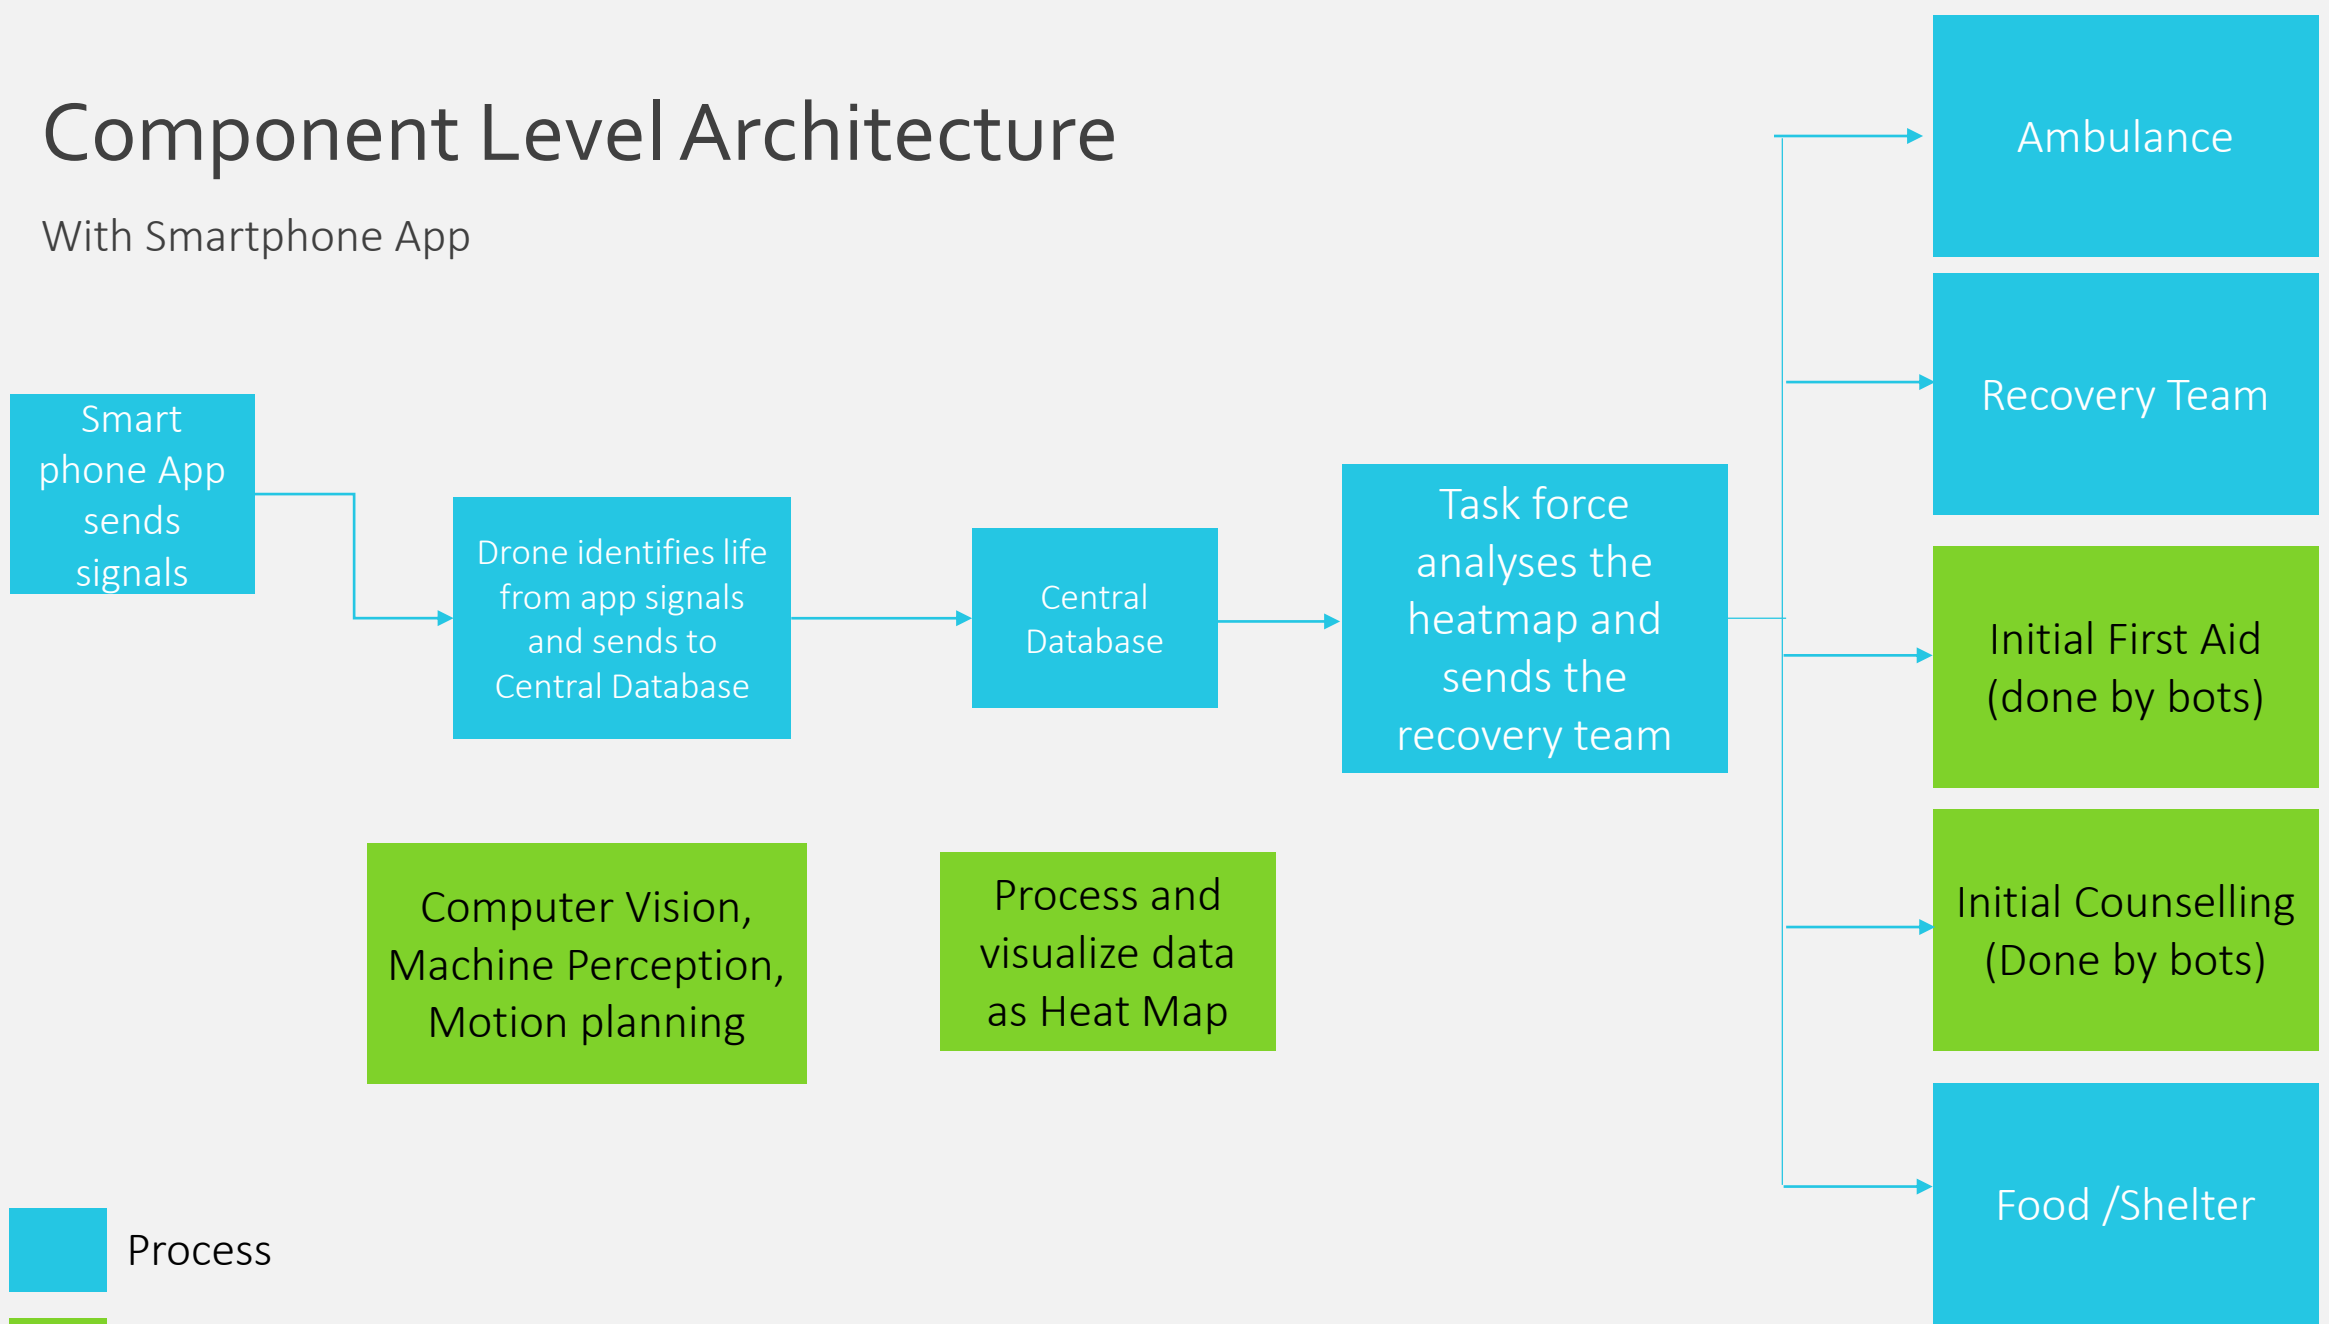 Component Level Architecture
With Smartphone App
Smart
phone App
sends
signals
Drone identifies life
from app signals
and sends to
Central Database
Central
Database
Task force
analyses the
heatmap and
sends the
recovery team
Ambulance
Recovery Team
Initial First Aid
(done by bots)
Initial Counselling
(Done by bots)
Food /Shelter
Computer Vision,
Machine Perception,
Motion planning
Process and
visualize data
as Heat Map
Process